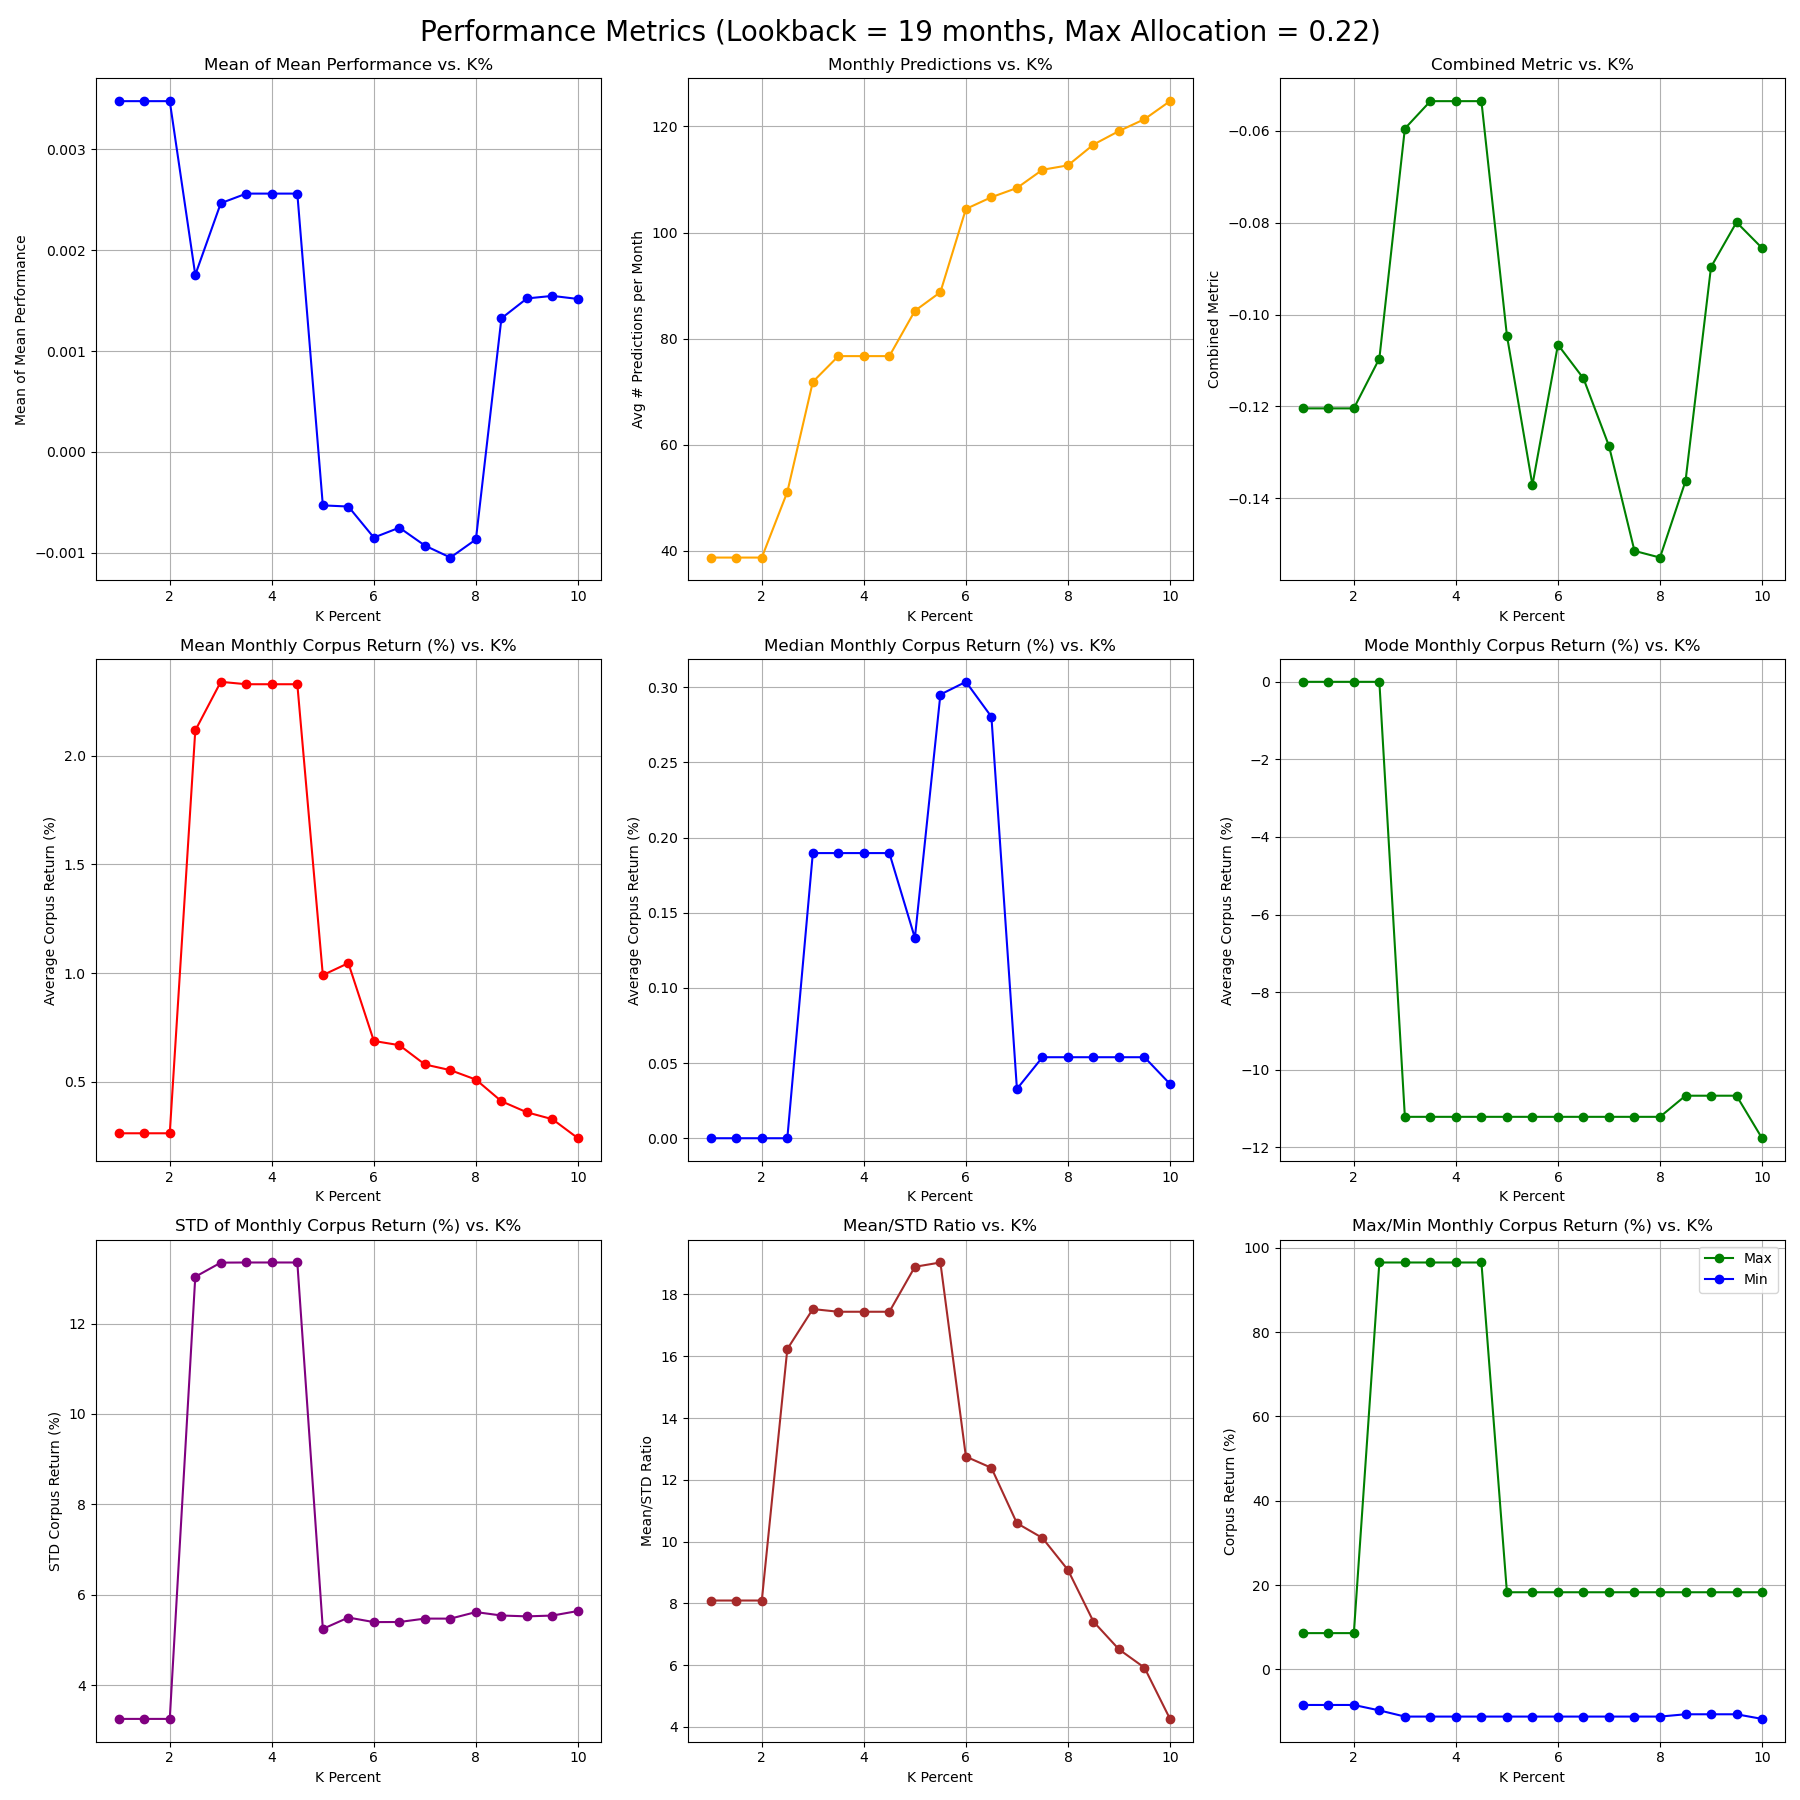 Performance Metrics (Lookback = 19 months, Max Allocation = 0.22)
Mean of Mean Performance vs. K%
Mean of Mean Performance
0.003
0.002
0.001
0.000
−0.001
2 4 6 8 10
K Percent
Monthly Predictions vs. K%
Avg # Predictions per Month
120
100
80
60
40
2 4 6 8 10
K Percent
Combined Metric vs. K%
Combined Metric
−0.06
−0.08
−0.10
−0.12
−0.14
2 4 6 8 10
K Percent
Mean Monthly Corpus Return (%) vs. K%
Average Corpus Return (%)
2.0
1.5
1.0
0.5
2 4 6 8 10
K Percent
Median Monthly Corpus Return (%) vs. K%
Average Corpus Return (%)
0.30
0.25
0.20
0.15
0.10
0.05
0.00
2 4 6 8 10
K Percent
Mode Monthly Corpus Return (%) vs. K%
Average Corpus Return (%)
0
−2
−4
−6
−8
−10
−12
2 4 6 8 10
K Percent
STD of Monthly Corpus Return (%) vs. K%
STD Corpus Return (%)
12
10
8
6
4
2 4 6 8 10
K Percent
Mean/STD Ratio vs. K%
Mean/STD Ratio
18
16
14
12
10
8
6
4
2 4 6 8 10
K Percent
Max/Min Monthly Corpus Return (%) vs. K%
Corpus Return (%)
100
80
60
40
20
0
Max
Min
2 4 6 8 10
K Percent